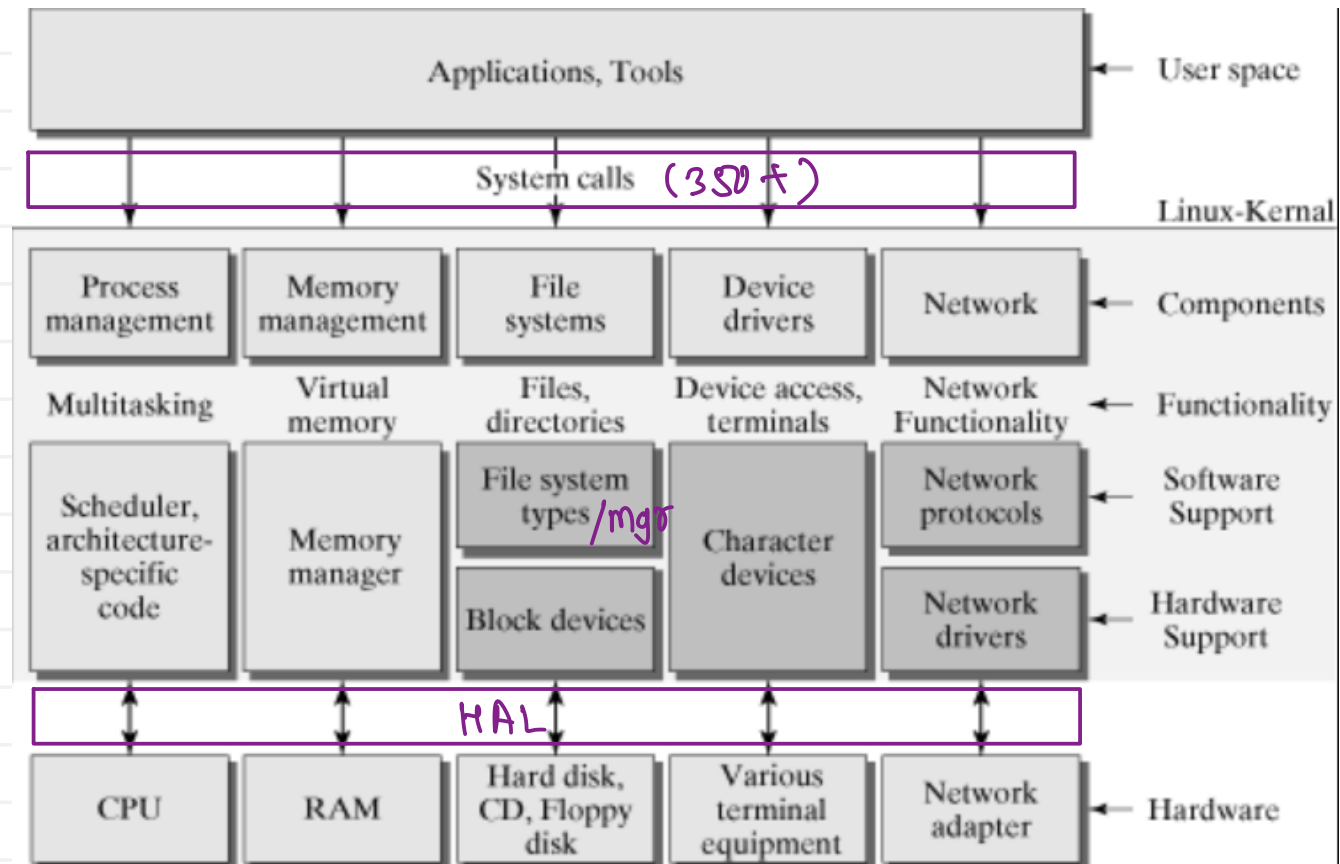 Applications, Tools
User space
System calls (350+)
Linux-Kernal
Process
management
Memory
management
File
systems
Device
drivers
Network
Components
Multitasking
Virtual
memory
Files,
directories
Device access,
terminals
Network
Functionality
Functionality
Scheduler,
architecture-
specific
code
Memory
manager
File system
types /mgr
Block devices
Character
devices
Network
protocols
Network
drivers
Software
Support
Hardware
Support
HAL
CPU
RAM
Hard disk,
CD, Floppy
disk
Various
terminal
equipment
Network
adapter
Hardware